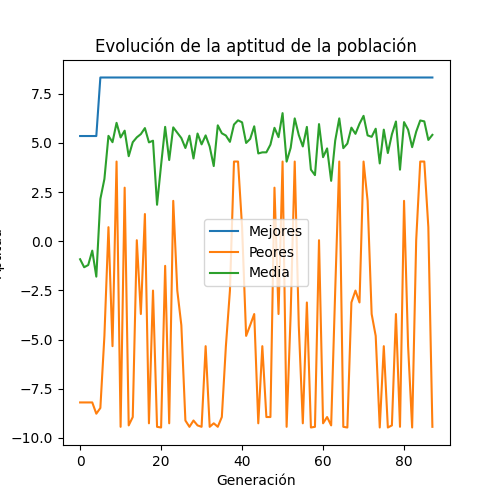 Evolución de la aptitud de la población
7.5
5.0
2.5
0.0
−2.5
−5.0
−7.5
−10.0
Mejores
Peores
Media
0
20
40
60
80
Generación